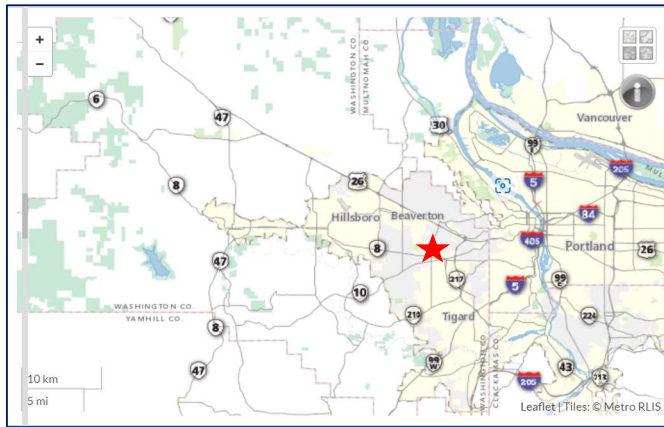 +
−
i
WASHINGTON CO.
MULTNOMAH CO.
30
99
E
Vancouver
6
47
205
5
26
8
Hillsboro
Beaverton
84
405
Portland
26
8
47
217
99
E
10
5
WASHINGTON CO.
YAMHILL CO.
8
210
Tigard
224
47
99
W
WASHINGTON CO.
CLACKAMAS CO.
43
213
205
10 km
5 mi
Leaflet | Tiles: © Metro RLIS